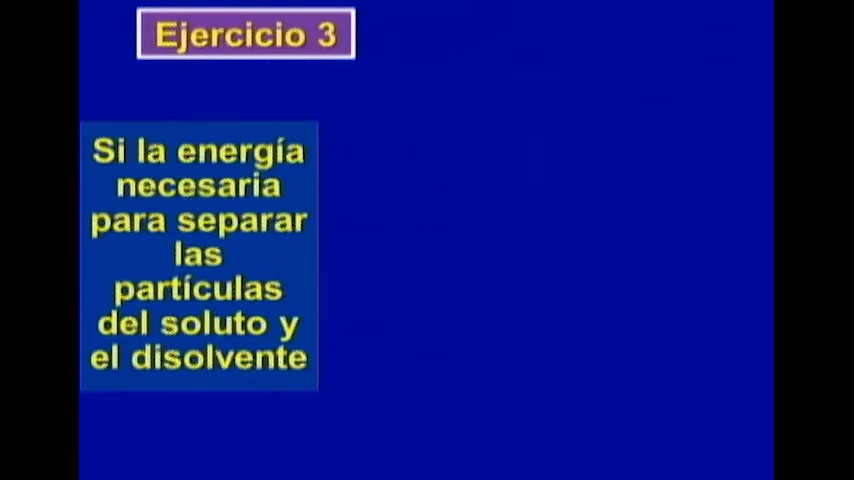 Ejercicio 3
Si la energía
necesaria
para separar
las
partículas
del soluto y
el disolvente